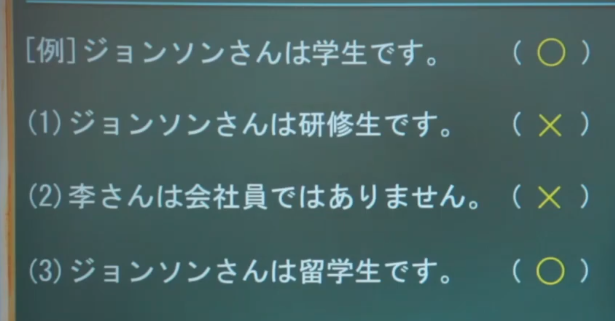 [例]ジョンソンさんは学生です。 ( ○ )
(1)ジョンソンさんは研修生です。 ( × )
(2)李さんは会社員ではありません。 ( × )
(3)ジョンソンさんは留学生です。 ( ○ )